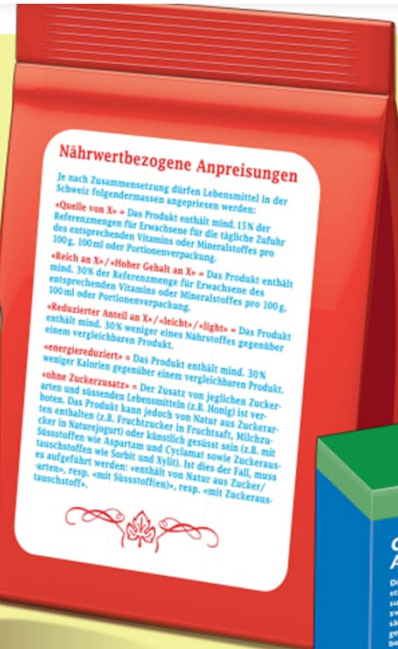 Nährwertbezogene Anpreisungen
Je nach Zusammensetzung dürfen Lebensmittel in der
Schweiz folgendermassen angepriesen werden:
«Quelle von X» = Das Produkt enthält mind. 15% der
Referenzmengen für Erwachsene für die tägliche Zufuhr
des entsprechenden Vitamins oder Mineralstoffes pro
100g, 100ml oder Portionenverpackung.
«Reich an X»/«Hoher Gehalt an X» = Das Produkt enthält
mind. 30% der Referenzmenge für Erwachsene des
entsprechenden Vitamins oder Mineralstoffes pro 100g,
100ml oder Portionenverpackung.
«Reduzierter Anteil an X»/«leicht»/«light» = Das Produkt
enthält mind. 30% weniger eines Nährstoffes gegenüber
einem vergleichbaren Produkt.
«energiereduziert» = Das Produkt enthält mind. 30%
weniger Kalorien gegenüber einem vergleichbaren Produkt.
«ohne Zuckerzusatz» = Der Zusatz von jeglichen Zucker-
arten und süssenden Lebensmitteln (z.B. Honig) ist ver-
boten. Das Produkt kann jedoch von Natur aus Zuckerar-
ten enthalten (z.B. Fruchtzucker in Fruchtsaft, Milchzu-
cker in Naturejogurt) oder künstlich gesüsst sein (z.B. mit
Süssstoffen wie Aspartam und Cyclamat sowie Zuckeraus-
tauschstoffen wie Sorbit und Xylit). Ist dies der Fall, muss
es aufgeführt werden: «enthält von Natur aus Zucker/
-arten», resp. «mit Süssstoff(en)», resp. «mit Zuckeraus-
tauschstoff».